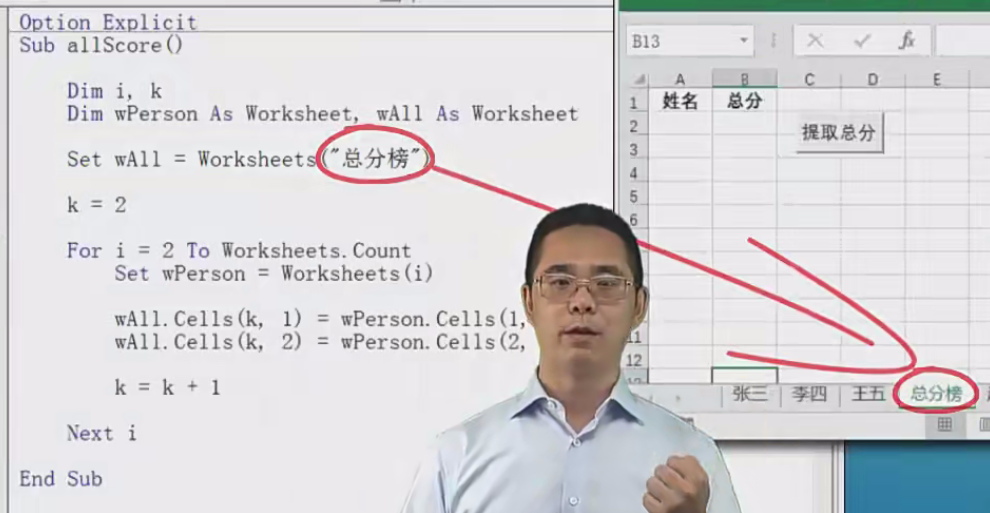 Option Explicit
Sub allScore()
Dim i, k
Dim wPerson As Worksheet, wAll As Worksheet
Set wAll = Worksheets("总分榜")
k = 2
For i = 2 To Worksheets.Count
Set wPerson = Worksheets(i)
wAll.Cells(k, 1) = wPerson.Cells(1,
wAll.Cells(k, 2) = wPerson.Cells(2,
k = k + 1
Next i
End Sub
B13 fx
A B C D E
1 姓名 总分
2
提取总分
3
4
5
6
11
12
张三 李四 王五 总分榜